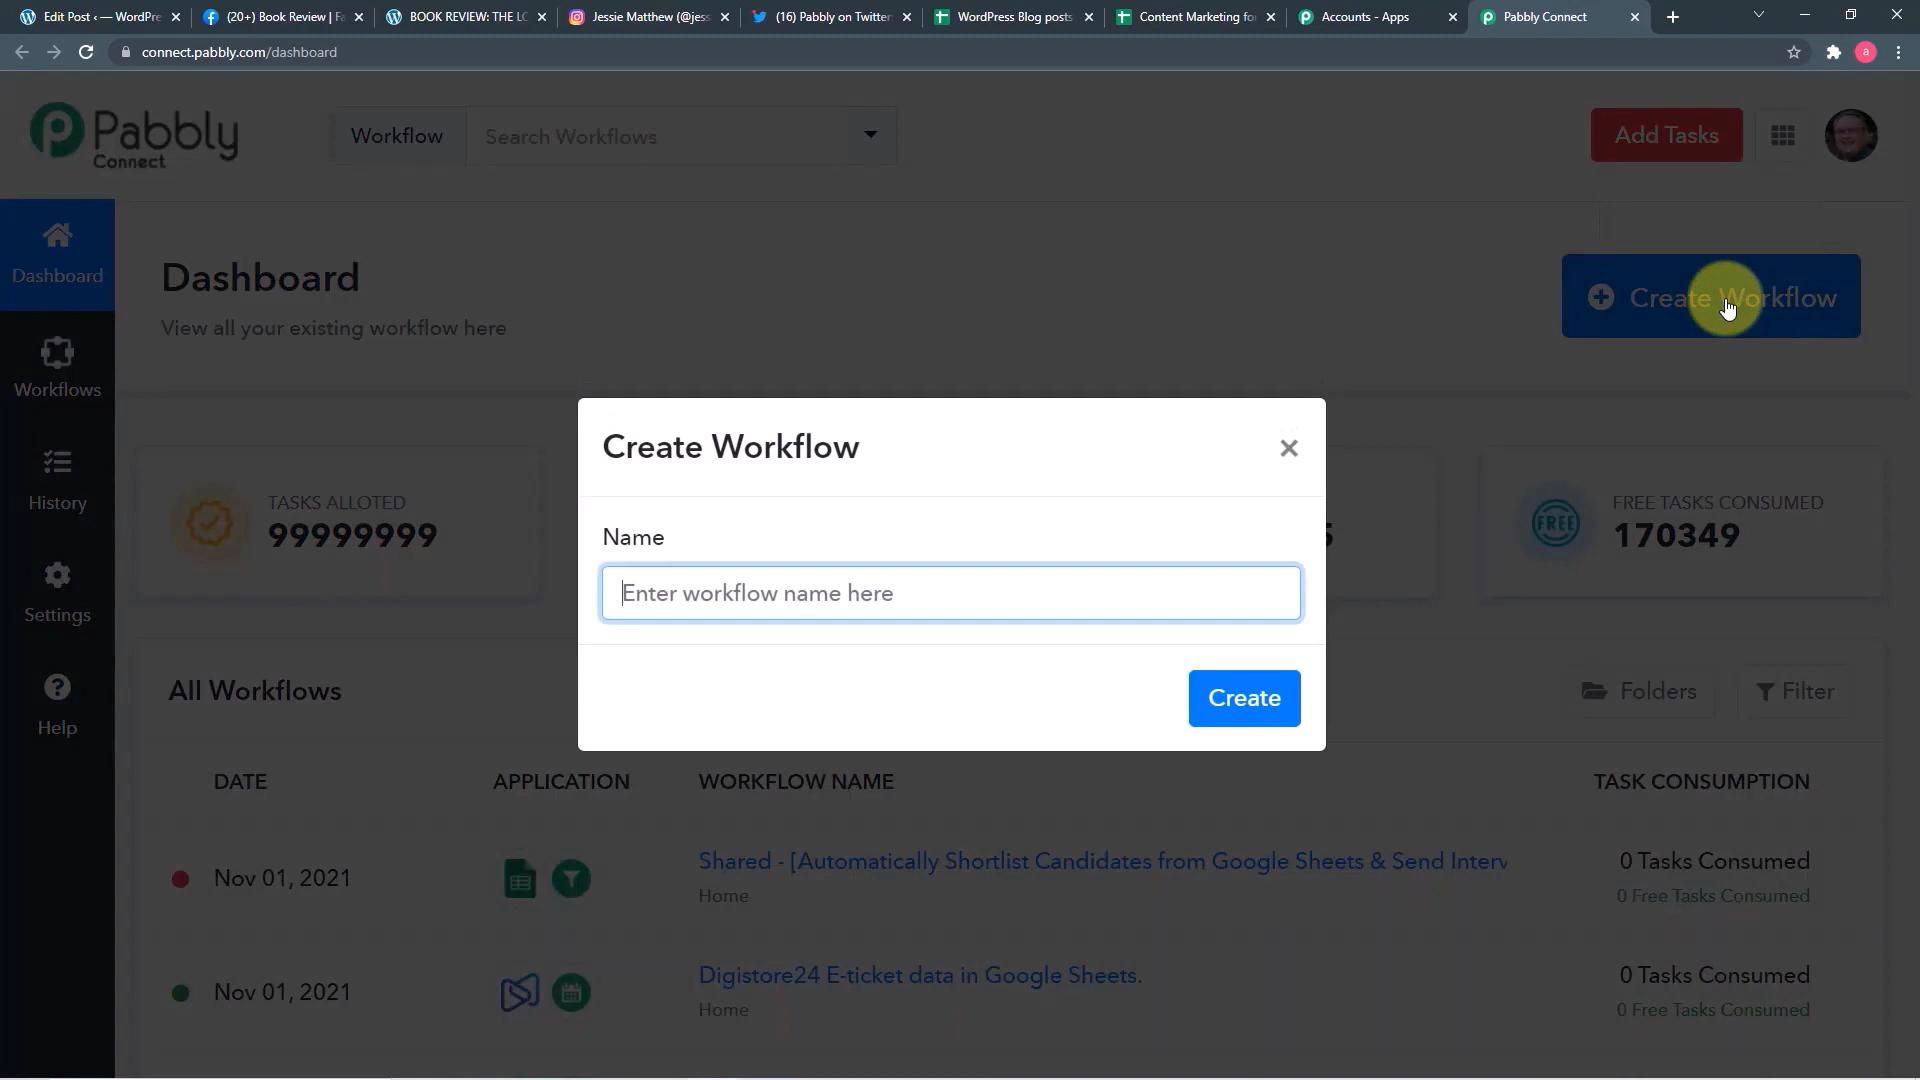 Edit Post ‹ — WordPre
(20+) Book Review | Fa
BOOK REVIEW: THE LO
Jessie Matthew (@jess
(16) Pabbly on Twitter
WordPress Blog posts
Content Marketing fo
Accounts - Apps
Pabbly Connect
connect.pabbly.com/dashboard
a
Pabbly
Connect
Workflow
Search Workflows
Add Tasks
Dashboard
Workflows
History
Settings
Help
Dashboard
View all your existing workflow here
Create Workflow
TASKS ALLOTED
99999999
FREE
FREE TASKS CONSUMED
170349
Create Workflow
Name
Enter workflow name here
Create
All Workflows
Folders
Filter
DATE
APPLICATION
WORKFLOW NAME
TASK CONSUMPTION
Nov 01, 2021
Shared - [Automatically Shortlist Candidates from Google Sheets & Send Interv
Home
0 Tasks Consumed
0 Free Tasks Consumed
Nov 01, 2021
Digistore24 E-ticket data in Google Sheets.
Home
0 Tasks Consumed
0 Free Tasks Consumed